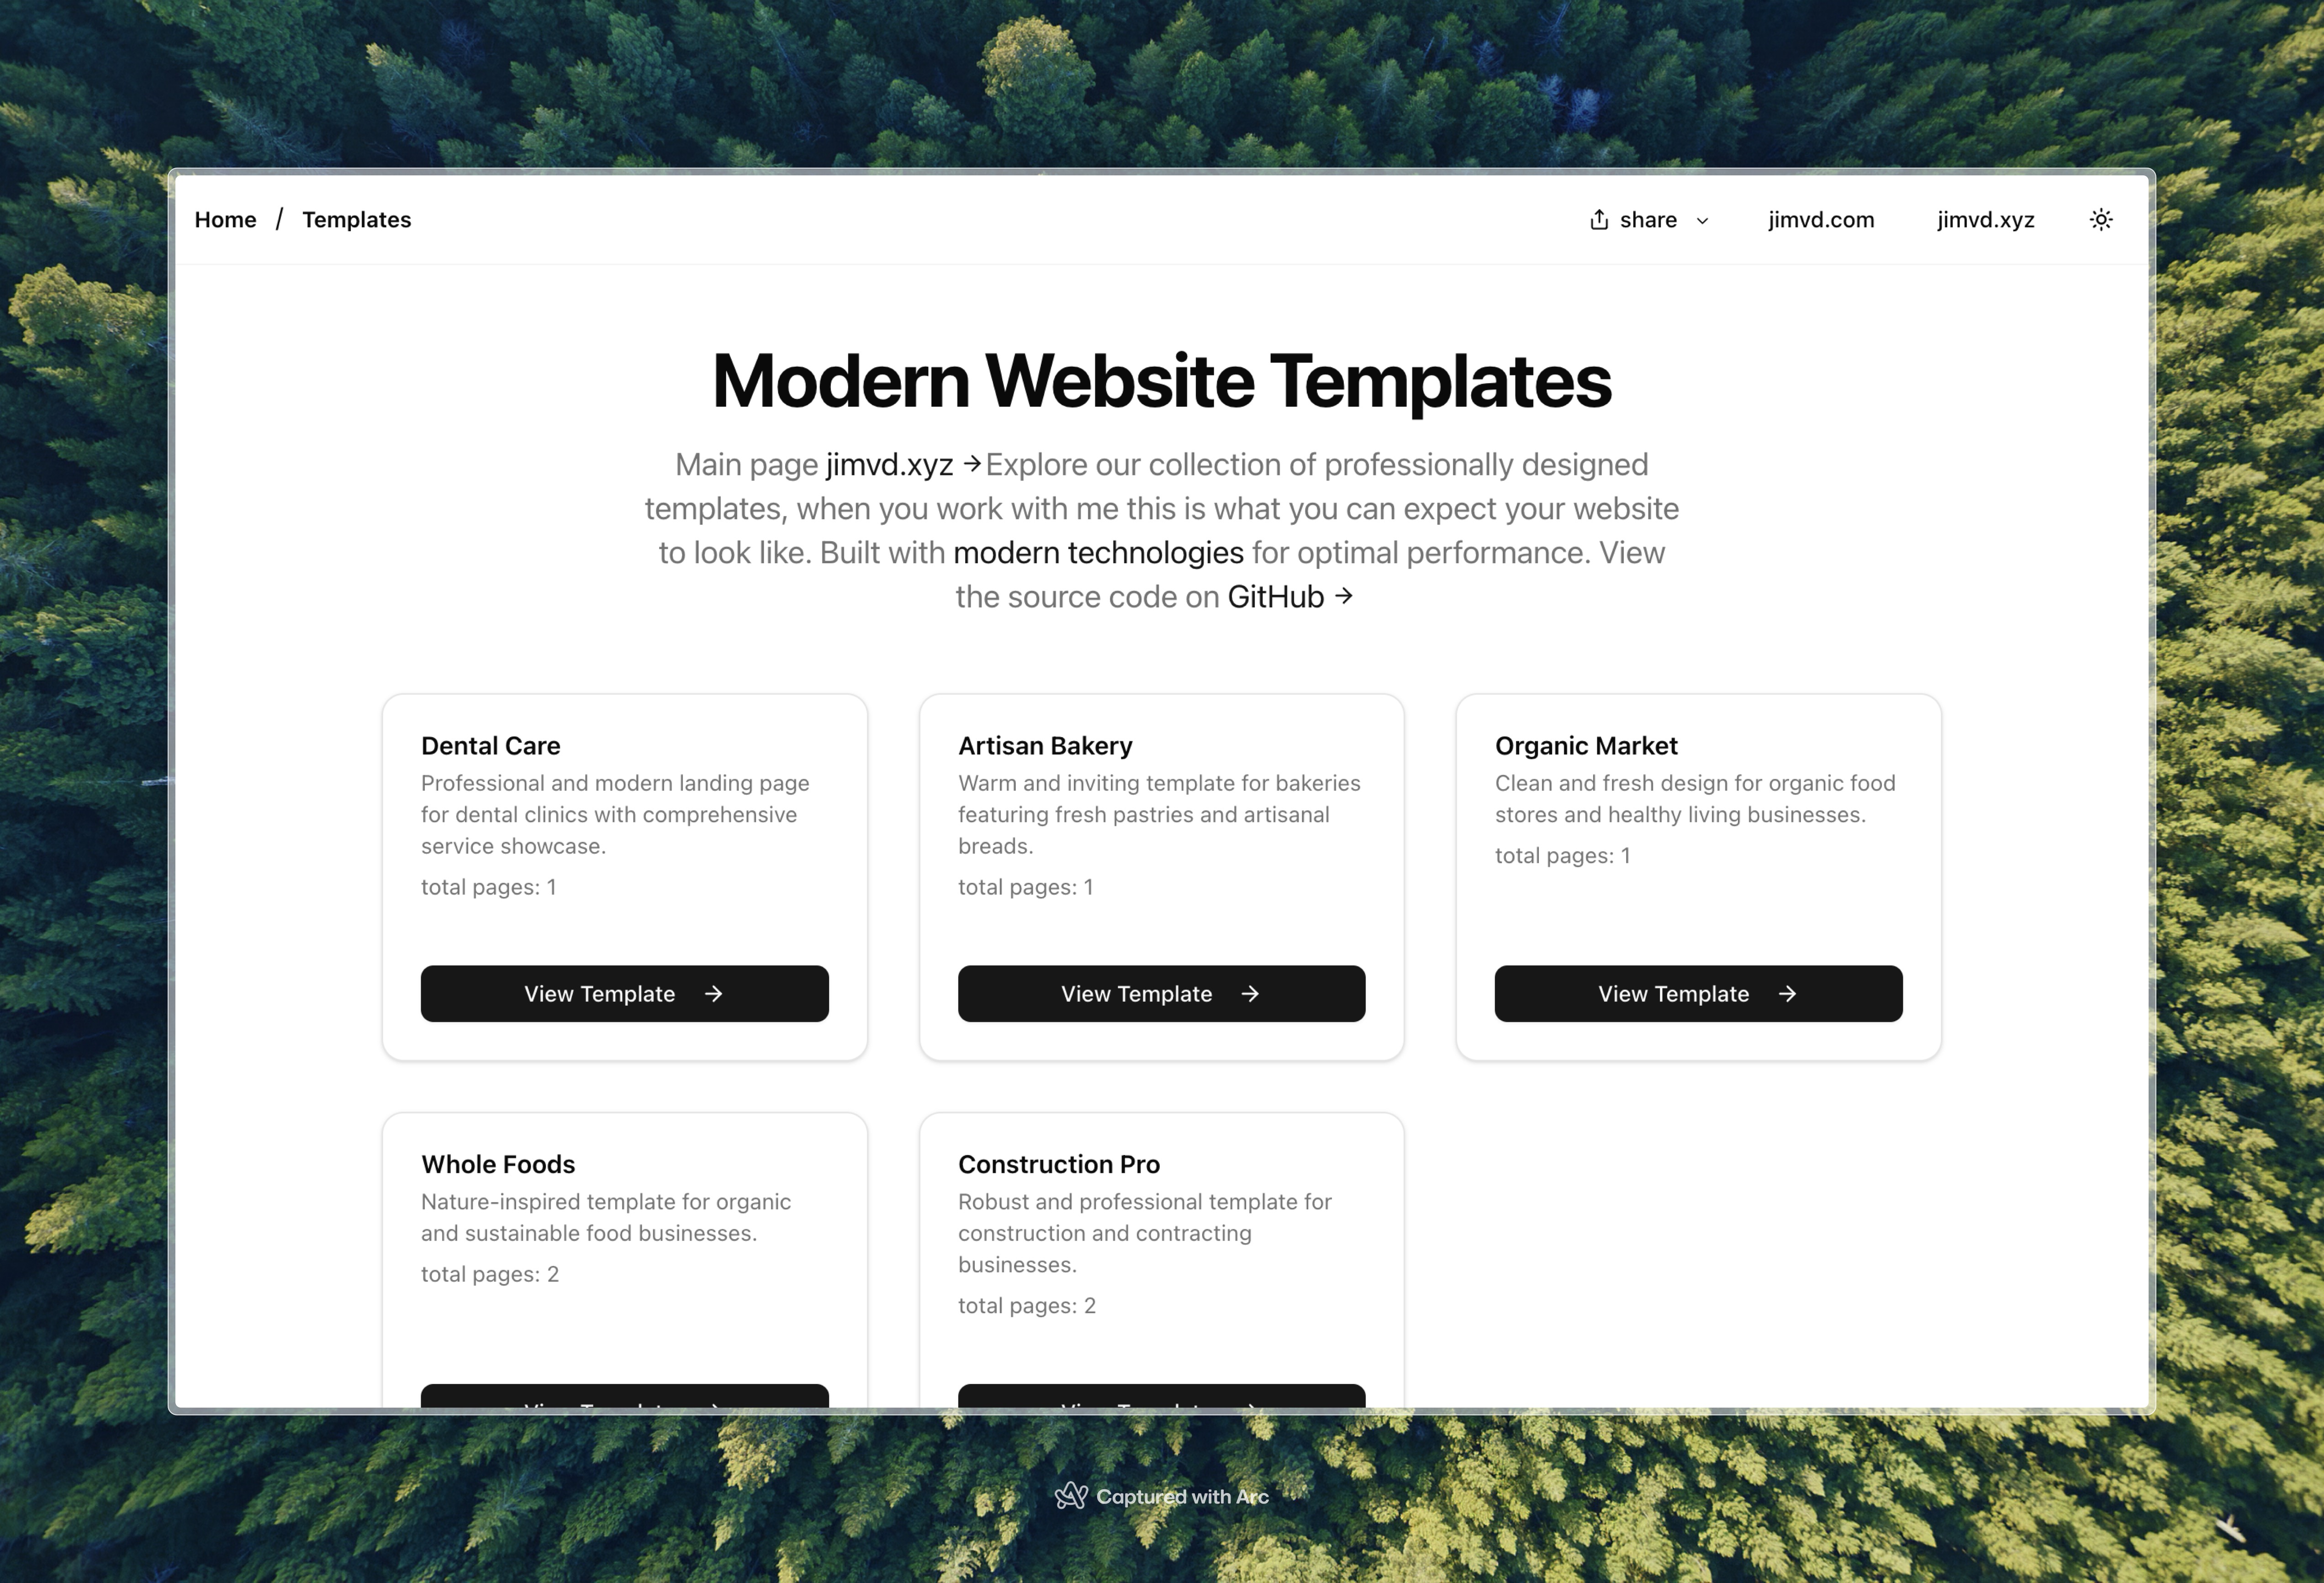 Home / Templates
share
jimvd.com
jimvd.xyz
Modern Website Templates
Main page jimvd.xyz → Explore our collection of professionally designed
templates, when you work with me this is what you can expect your website
to look like. Built with modern technologies for optimal performance. View
the source code on GitHub →
Dental Care
Professional and modern landing page
for dental clinics with comprehensive
service showcase.
total pages: 1
View Template →
Artisan Bakery
Warm and inviting template for bakeries
featuring fresh pastries and artisanal
breads.
total pages: 1
View Template →
Organic Market
Clean and fresh design for organic food
stores and healthy living businesses.
total pages: 1
View Template →
Whole Foods
Nature-inspired template for organic
and sustainable food businesses.
total pages: 2
Construction Pro
Robust and professional template for
construction and contracting
businesses.
total pages: 2
Captured with Arc